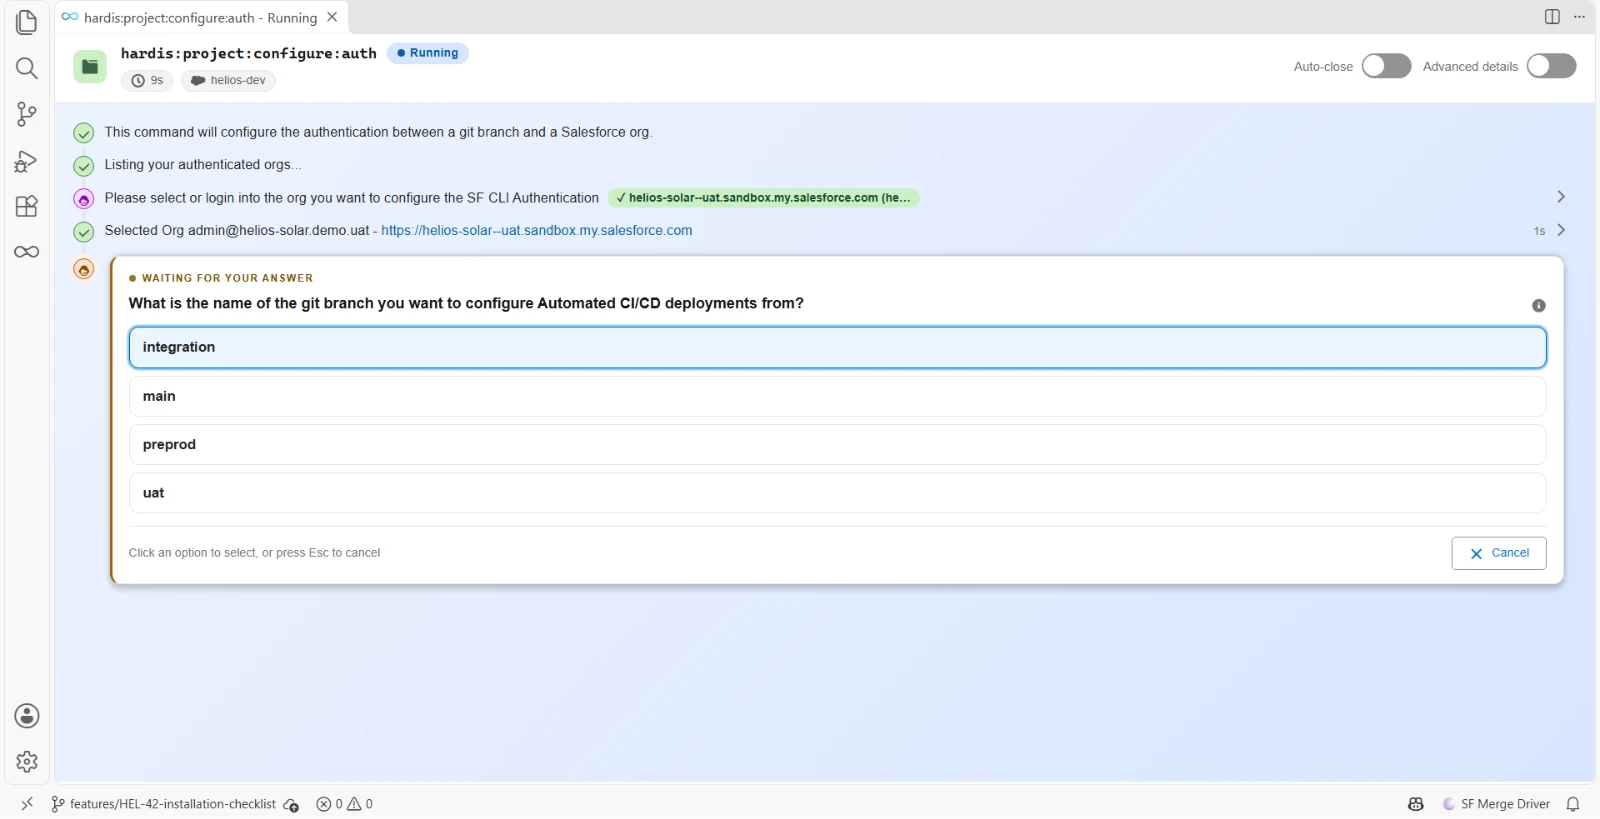 hardis:project:configure:auth - Running
hardis:project:configure:auth
Running
9s
helios-dev
Auto-close
Advanced details
This command will configure the authentication between a git branch and a Salesforce org.
Listing your authenticated orgs...
Please select or login into the org you want to configure the SF CLI Authentication ✓ helios-solar--uat.sandbox.my.salesforce.com (he...
Selected Org admin@helios-solar.demo.uat - https://helios-solar--uat.sandbox.my.salesforce.com
1s
WAITING FOR YOUR ANSWER
What is the name of the git branch you want to configure Automated CI/CD deployments from?
integration
main
preprod
uat
Click an option to select, or press Esc to cancel
Cancel
features/HEL-42-installation-checklist
0 0
SF Merge Driver